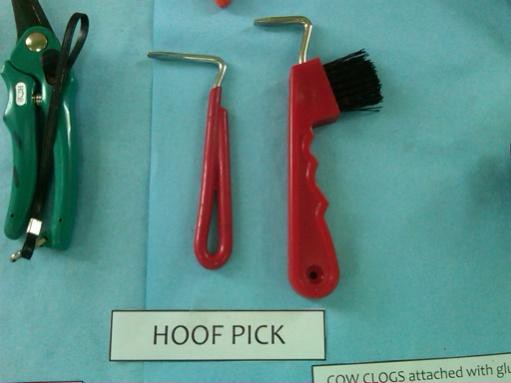 HOOF PICK
COW CLOGS attached with glu